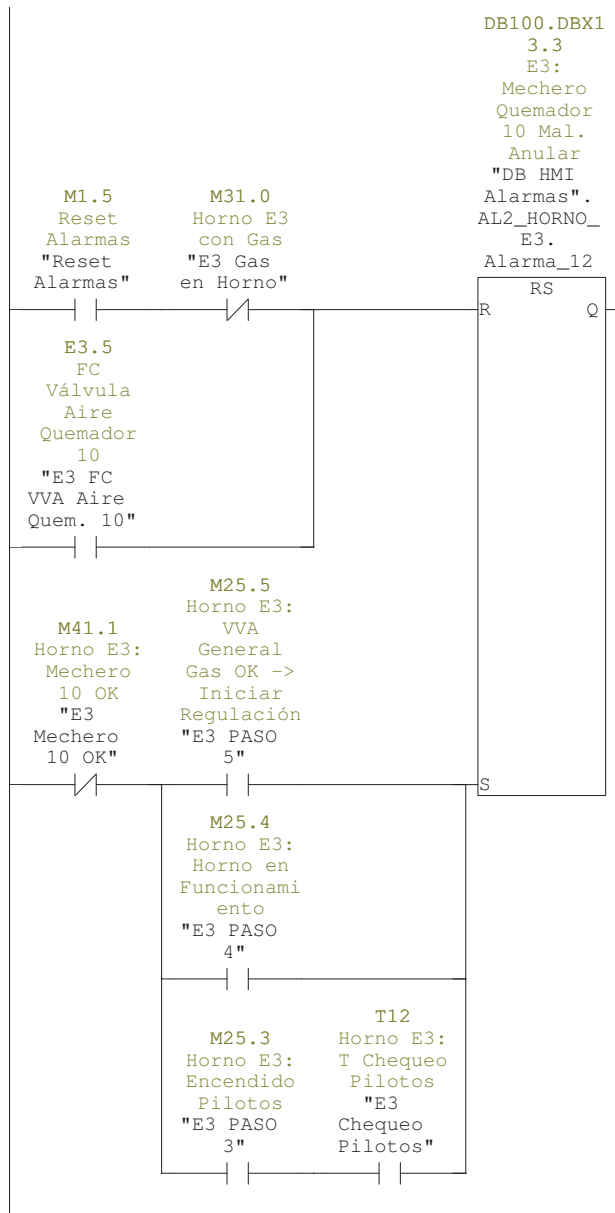 DB100.DBX1
3.3
E3:
Mechero
Quemador
10 Mal.
Anular
"DB HMI
Alarmas".
AL2_HORNO_
E3.
Alarma_12
M1.5
Reset
Alarmas
"Reset
Alarmas"
M31.0
Horno E3
con Gas
"E3 Gas
en Horno"
RS
R
Q
E3.5
FC
Válvula
Aire
Quemador
10
"E3 FC
VVA Aire
Quem. 10"
M41.1
Horno E3:
Mechero
10 OK
"E3
Mechero
10 OK"
M25.5
Horno E3:
VVA
General
Gas OK ->
Iniciar
Regulación
"E3 PASO
5"
S
M25.4
Horno E3:
Horno en
Funcionami
ento
"E3 PASO
4"
M25.3
Horno E3:
Encendido
Pilotos
"E3 PASO
3"
T12
Horno E3:
T Chequeo
Pilotos
"E3
Chequeo
Pilotos"